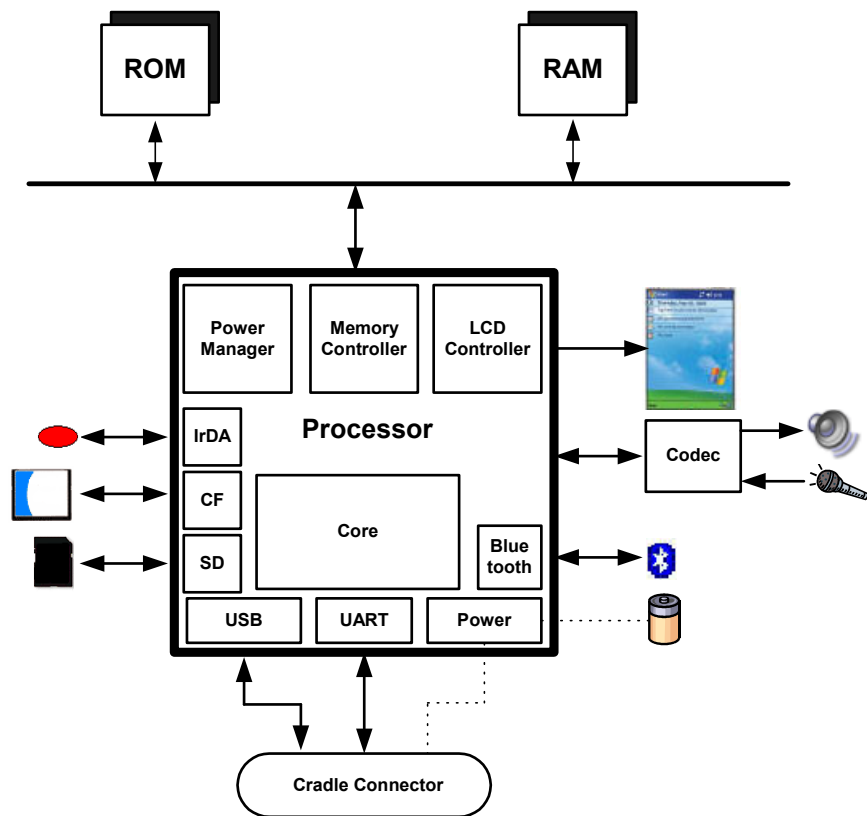 ROM
RAM
Power
Manager
Memory
Controller
LCD
Controller
IrDA
Processor
Codec
CF
Core
SD
Blue
tooth
USB
UART
Power
Cradle Connector